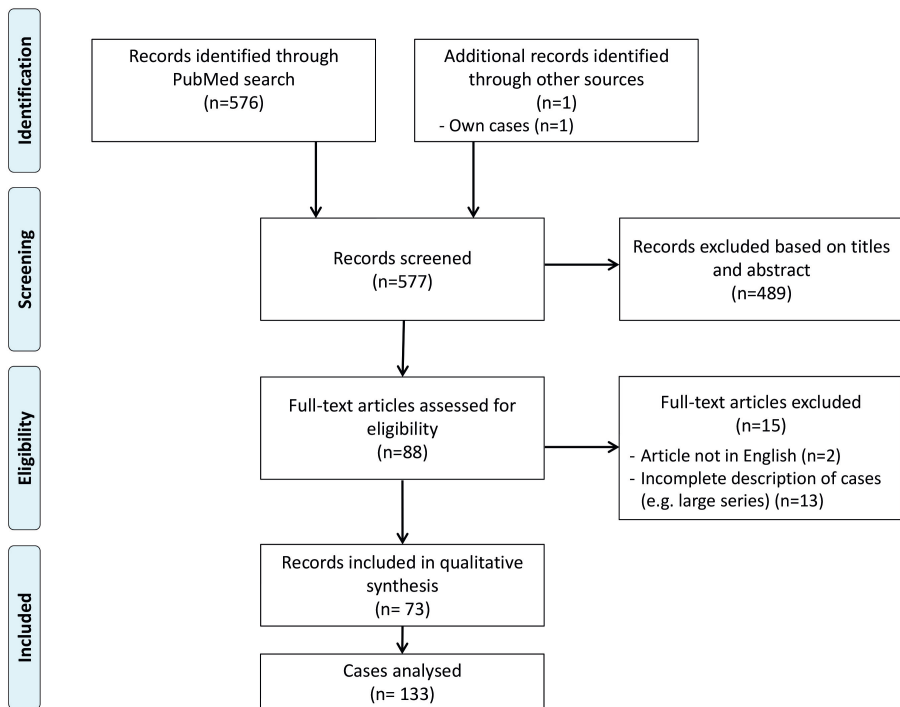 Identification
Records identified through
PubMed search
(n=576)
Additional records identified
through other sources
(n=1)
- Own cases (n=1)
Screening
Records screened
(n=577)
Records excluded based on titles
and abstract
(n=489)
Eligibility
Full-text articles assessed for
eligibility
(n=88)
Full-text articles excluded
(n=15)
- Article not in English (n=2)
- Incomplete description of cases
(e.g. large series) (n=13)
Included
Records included in qualitative
synthesis
(n= 73)
Cases analysed
(n= 133)